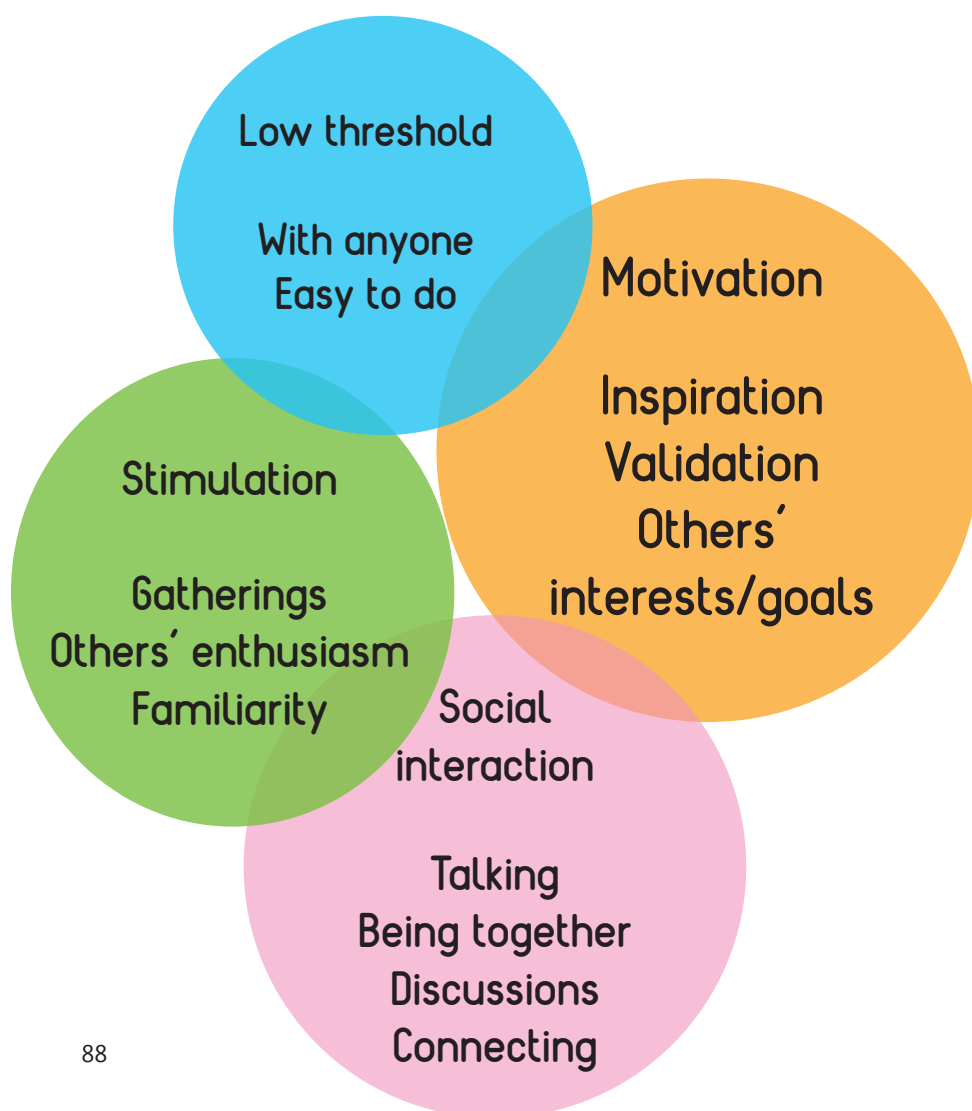 Low threshold
With anyone
Easy to do
Motivation
Inspiration
Validation
Others´
interests/goals
Stimulation
Gatherings
Others´ enthusiasm
Familiarity
Social
interaction
Talking
Being together
Discussions
Connecting
88